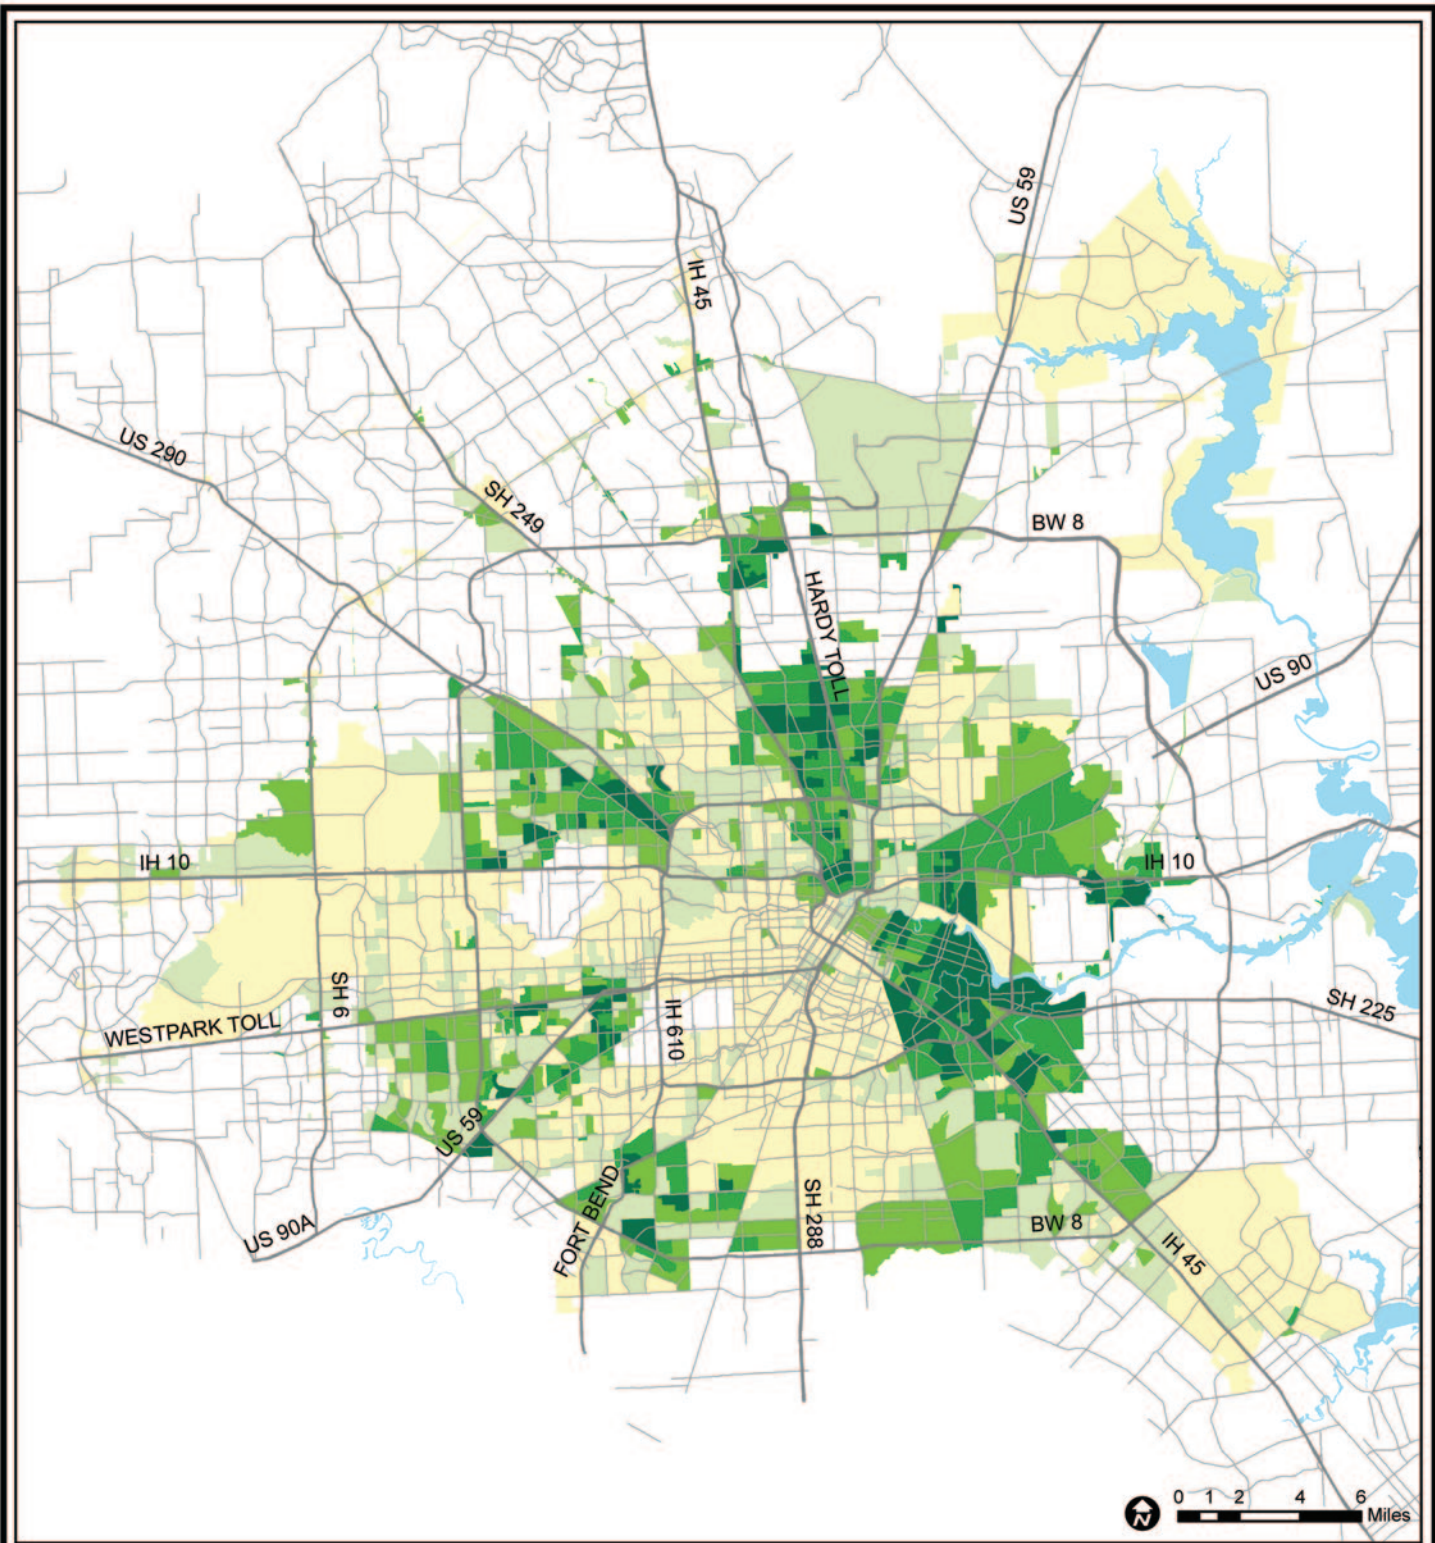 US 59
IH 45
US 290
SH 249
BW 8
HARDY TOLL
US 90
IH 10
IH 10
SH 6
IH 610
SH 225
WESTPARK TOLL
US 59
FORT BEND
SH 288
US 90A
BW 8
IH 45
0 1 2 4 6
Miles
N